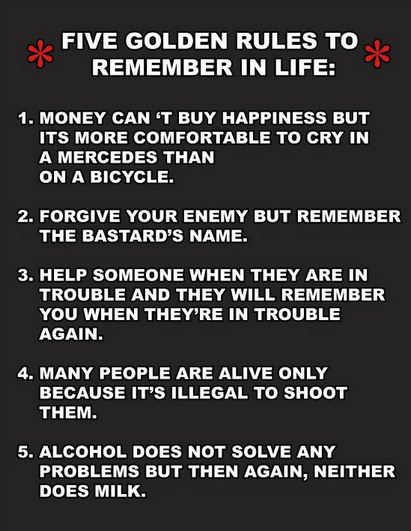 FIVE GOLDEN RULES TO
REMEMBER IN LIFE:
1. MONEY CAN ‘T BUY HAPPINESS BUT
ITS MORE COMFORTABLE TO CRY IN
A MERCEDES THAN
ON A BICYCLE.
2. FORGIVE YOUR ENEMY BUT REMEMBER
THE BASTARD’S NAME.
3. HELP SOMEONE WHEN THEY ARE IN
TROUBLE AND THEY WILL REMEMBER
YOU WHEN THEY’RE IN TROUBLE
AGAIN.
4. MANY PEOPLE ARE ALIVE ONLY
BECAUSE IT’S ILLEGAL TO SHOOT
THEM.
5. ALCOHOL DOES NOT SOLVE ANY
PROBLEMS BUT THEN AGAIN, NEITHER
DOES MILK.